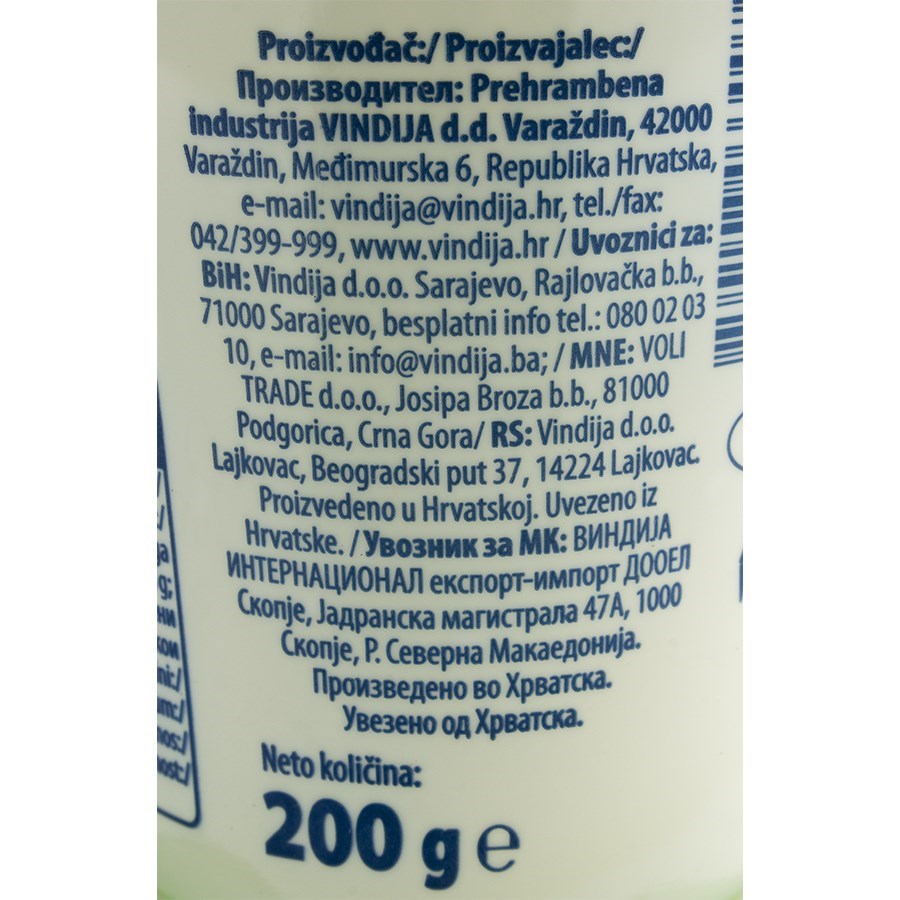 Proizvođač:/ Proizvajalec:/
Производител: Prehrambena
industrija VINDIJA d.d. Varaždin, 42000
Varaždin, Međimurska 6, Republika Hrvatska,
e-mail: vindija@vindija.hr, tel./fax:
042/399-999, www.vindija.hr / Uvoznici za:
BiH: Vindija d.o.o. Sarajevo, Rajlovačka b.b.,
71000 Sarajevo, besplatni info tel.: 080 02 03
10, e-mail: info@vindija.ba; / MNE: VOLI
TRADE d.o.o., Josipa Broza b.b., 81000
Podgorica, Crna Gora/ RS: Vindija d.o.o.
Lajkovac, Beogradski put 37, 14224 Lajkovac.
Proizvedeno u Hrvatskoj. Uvezeno iz
Hrvatske. / Увозник за МК: ВИНДИЈА
ИНТЕРНАЦИОНАЛ експорт-импорт ДООЕЛ
Скопје, Јадранска магистрала 47А, 1000
Скопје, Р. Северна Макаедонија.
Произведено во Хрватска.
Увезено од Хрватска.
Neto količina:
200 g e